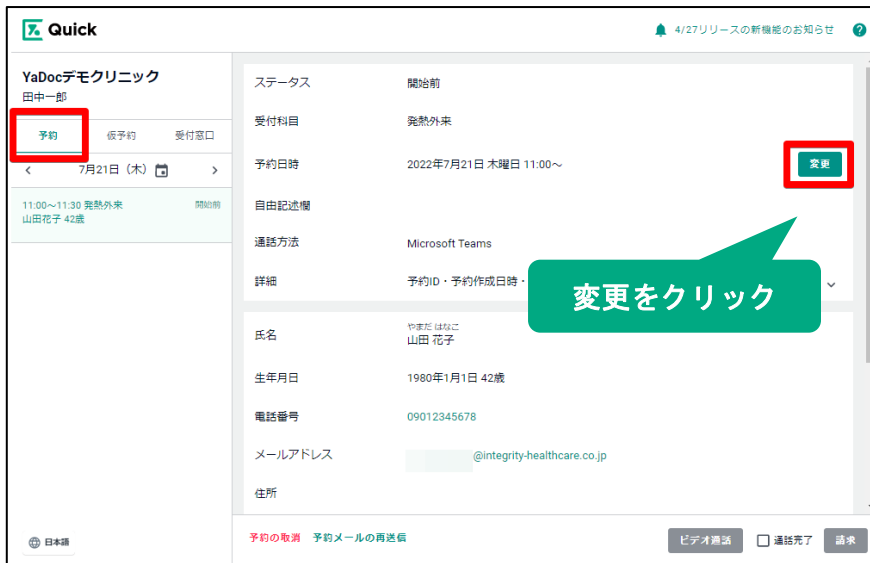 Quick
4/27リリースの新機能のお知らせ
YaDocデモクリニック
田中一郎
予約 仮予約 受付窓口
7月21日（木）
11:00～11:30 発熱外来 開始前
山田花子 42歳
ステータス 開始前
受付科目 発熱外来
予約日時 2022年7月21日 木曜日 11:00～ 変更
自由記述欄
通話方法 Microsoft Teams
詳細 予約ID・予約作成日時・
変更をクリック
やまだ はなこ
氏名 山田 花子
生年月日 1980年1月1日 42歳
電話番号 09012345678
メールアドレス @integrity-healthcare.co.jp
住所
日本語
予約の取消 予約メールの再送信 ビデオ通話 通話完了 請求